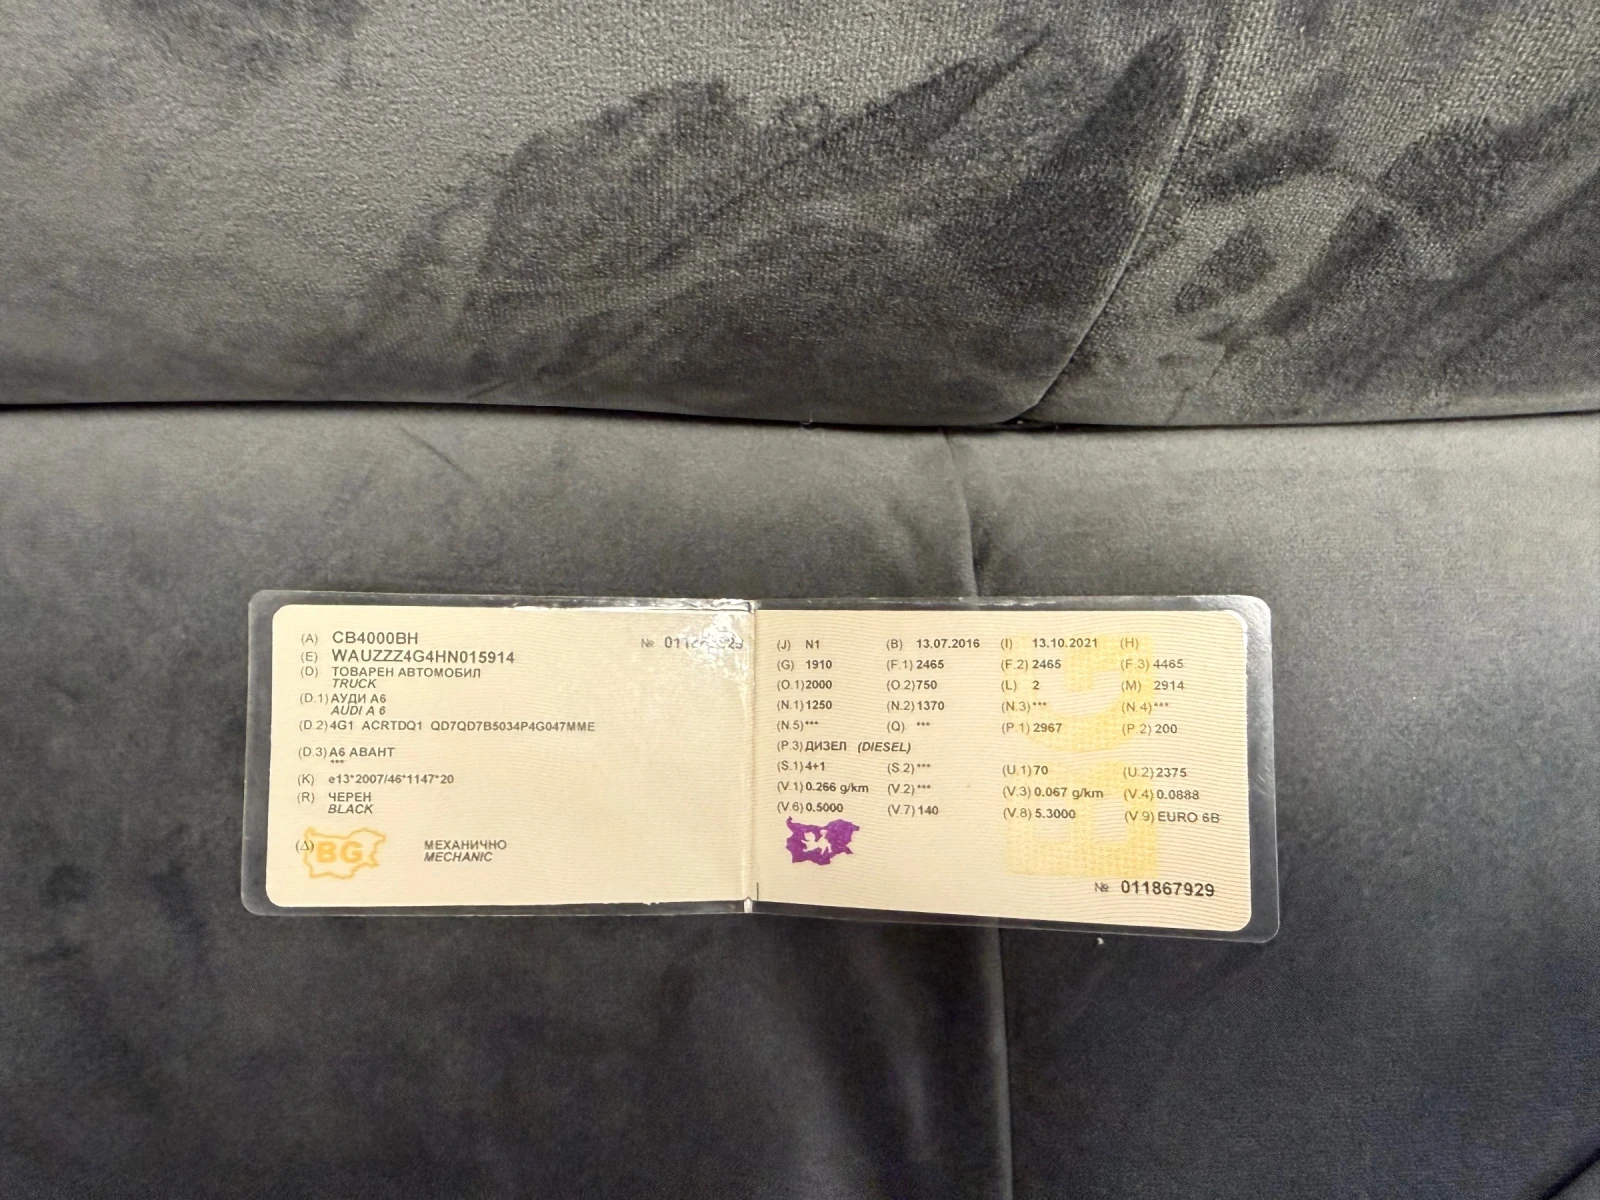 (A) CB4000BH
№
(E) WAUZZZ4G4HN015914
(D) ТОВАРЕН АВТОМОБИЛ
TRUCK
(D.1) АУДИ А6
AUDI A 6
(D.2) 4G1 ACRTDQ1 QD7QD7B5034P4G047MME
(D.3) А6 АВАНТ
***
(K) e13*2007/46*1147*20
(R) ЧЕРЕН
BLACK
(Δ) BG МЕХАНИЧНО
MECHANIC
(J) N1 (B) 13.07.2016 (I) 13.10.2021 (H)
(G) 1910 (F.1) 2465 (F.2) 2465 (F.3) 4465
(O.1) 2000 (O.2) 750 (L) 2 (M) 2914
(N.1) 1250 (N.2) 1370 (N.3) *** (N.4) ***
(N.5) *** (Q) *** (P.1) 2967 (P.2) 200
(P.3) ДИЗЕЛ (DIESEL)
(S.1) 4+1 (S.2) *** (U.1) 70 (U.2) 2375
(V.1) 0.266 g/km (V.2) *** (V.3) 0.067 g/km (V.4) 0.0888
(V.6) 0.5000 (V.7) 140 (V.8) 5.3000 (V.9) EURO 6B
№ 011867929